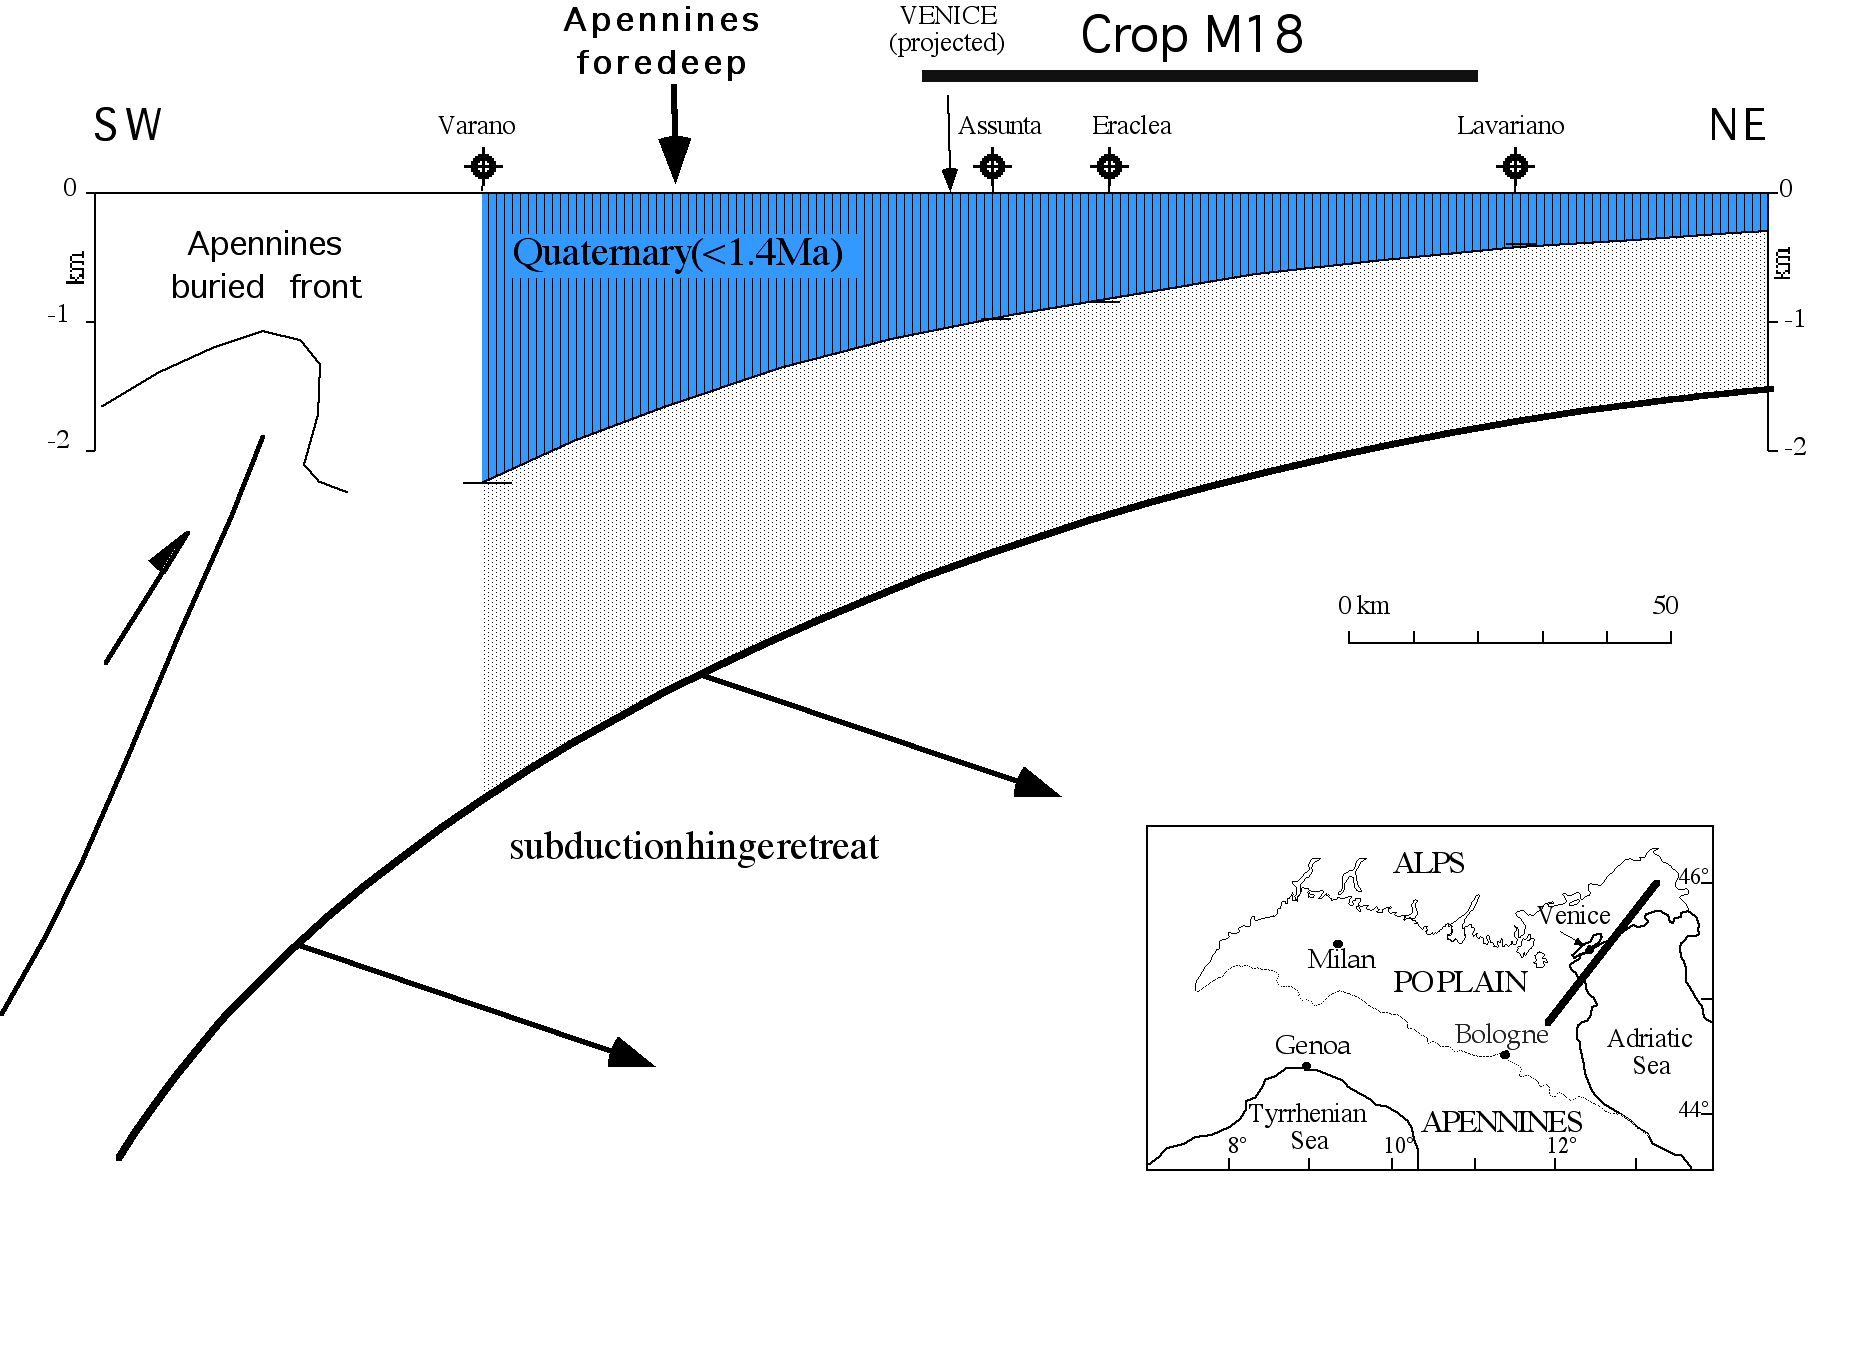 Apennines
foredeep
VENICE
(projected)
Crop M18
SW
NE
Varano
Assunta
Eraclea
Lavariano
0
0
Apennines
buried front
Quaternary(<1.4Ma)
km
km
-1
-1
-2
-2
0 km
50
subductionhingeretreat
ALPS
46°
Venice
Milan
PO PLAIN
Bologne
Genoa
Adriatic
Sea
Tyrrhenian
Sea
APENNINES
44°
8°
10°
12°